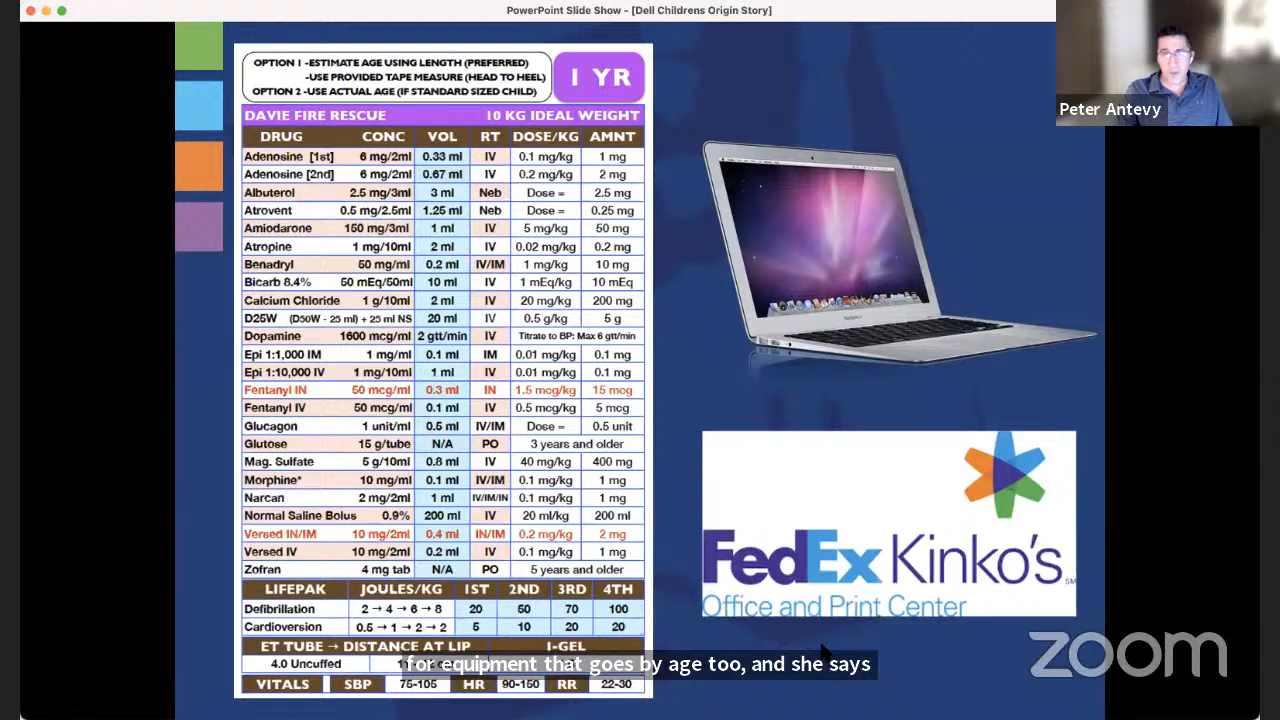 PowerPoint Slide Show - [Dell Childrens Origin Story]
Peter Antevy
OPTION 1 -ESTIMATE AGE USING LENGTH (PREFERRED)
-USE PROVIDED TAPE MEASURE (HEAD TO HEEL)
OPTION 2 -USE ACTUAL AGE (IF STANDARD SIZED CHILD)
1 YR
DAVIE FIRE RESCUE 10 KG IDEAL WEIGHT
DRUG CONC VOL RT DOSE/KG AMNT
Adenosine [1st] 6 mg/2ml 0.33 ml IV 0.1 mg/kg 1 mg
Adenosine [2nd] 6 mg/2ml 0.67 ml IV 0.2 mg/kg 2 mg
Albuterol 2.5 mg/3ml 3 ml Neb Dose = 2.5 mg
Atrovent 0.5 mg/2.5ml 1.25 ml Neb Dose = 0.25 mg
Amiodarone 150 mg/3ml 1 ml IV 5 mg/kg 50 mg
Atropine 1 mg/10ml 2 ml IV 0.02 mg/kg 0.2 mg
Benadryl 50 mg/ml 0.2 ml IV/IM 1 mg/kg 10 mg
Bicarb 8.4% 50 mEq/50ml 10 ml IV 1 mEq/kg 10 mEq
Calcium Chloride 1 g/10ml 2 ml IV 20 mg/kg 200 mg
D25W (D50W - 25 ml) + 25 ml NS 20 ml IV 0.5 g/kg 5 g
Dopamine 1600 mcg/ml 2 gtt/min IV Titrate to BP: Max 6 gtt/min
Epi 1:1,000 IM 1 mg/ml 0.1 ml IM 0.01 mg/kg 0.1 mg
Epi 1:10,000 IV 1 mg/10ml 1 ml IV 0.01 mg/kg 0.1 mg
Fentanyl IN 50 mcg/ml 0.3 ml IN 1.5 mcg/kg 15 mcg
Fentanyl IV 50 mcg/ml 0.1 ml IV 0.5 mcg/kg 5 mcg
Glucagon 1 unit/ml 0.5 ml IV/IM Dose = 0.5 unit
Glutose 15 g/tube N/A PO 3 years and older
Mag. Sulfate 5 g/10ml 0.8 ml IV 40 mg/kg 400 mg
Morphine* 10 mg/ml 0.1 ml IV/IM 0.1 mg/kg 1 mg
Narcan 2 mg/2ml 1 ml IV/IM/IN 0.1 mg/kg 1 mg
Normal Saline Bolus 0.9% 200 ml IV 20 ml/kg 200 ml
Versed IN/IM 10 mg/2ml 0.4 ml IN/IM 0.2 mg/kg 2 mg
Versed IV 10 mg/2ml 0.2 ml IV 0.1 mg/kg 1 mg
Zofran 4 mg tab N/A PO 5 years and older
LIFEPAK JOULES/KG 1ST 2ND 3RD 4TH
Defibrillation 2 → 4 → 6 → 8 20 50 70 100
Cardioversion 0.5 → 1 → 2 → 2 5 10 20 20
ET TUBE → DISTANCE AT LIP I-GEL
4.0 Uncuffed
VITALS SBP 75-105 HR 90-150 RR 22-30
FedEx Kinko's SM
Office and Print Center
for equipment that goes by age too, and she says
zoom